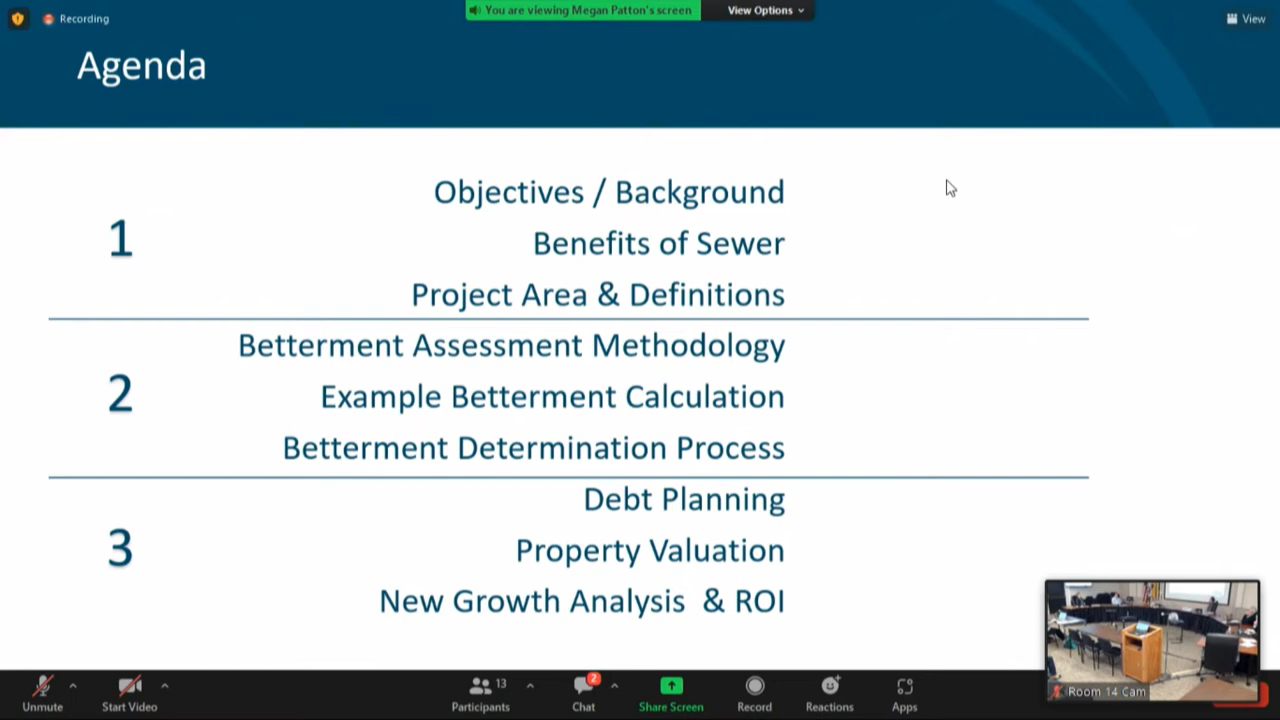 Recording
You are viewing Megan Patton's screen
View Options
View
Agenda
1
Objectives / Background
Benefits of Sewer
Project Area & Definitions
2
Betterment Assessment Methodology
Example Betterment Calculation
Betterment Determination Process
3
Debt Planning
Property Valuation
New Growth Analysis & ROI
Room 14 Cam
Unmute
Start Video
13
Participants
2
Chat
Share Screen
Record
Reactions
Apps